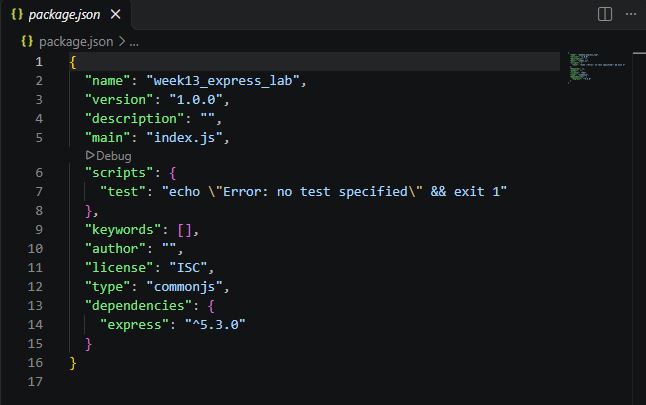 {} package.json ×
{} package.json > ...
1 {
2 "name": "week13_express_lab",
3 "version": "1.0.0",
4 "description": "",
5 "main": "index.js",
Debug
6 "scripts": {
7 "test": "echo \"Error: no test specified\" && exit 1"
8 },
9 "keywords": [],
10 "author": "",
11 "license": "ISC",
12 "type": "commonjs",
13 "dependencies": {
14 "express": "^5.3.0"
15 }
16 }
17